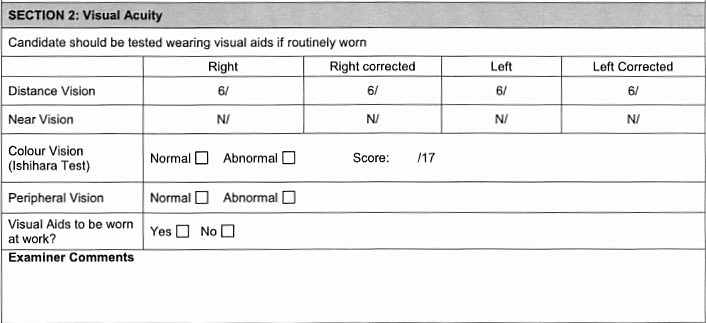 SECTION 2: Visual Acuity
Candidate should be tested wearing visual aids if routinely worn
Right Right corrected Left Left Corrected
Distance Vision 6/ 6/ 6/ 6/
Near Vision N/ N/ N/ N/
Colour Vision
(Ishihara Test) Normal ☐ Abnormal ☐ Score: /17
Peripheral Vision Normal ☐ Abnormal ☐
Visual Aids to be worn
at work? Yes ☐ No ☐
Examiner Comments